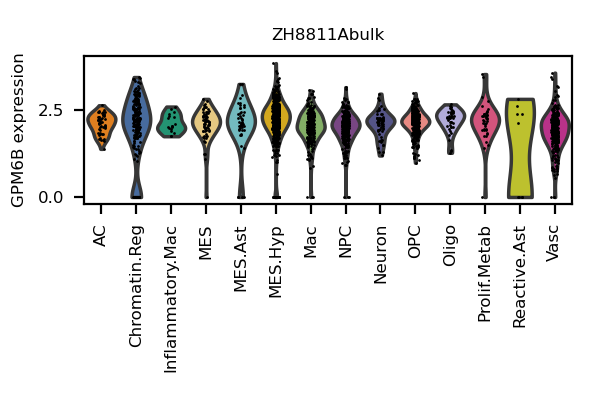 ZH8811Abulk
GPM6B expression
2.5
0.0
AC
Chromatin.Reg
Inflammatory.Mac
MES
MES.Ast
MES.Hyp
Mac
NPC
Neuron
OPC
Oligo
Prolif.Metab
Reactive.Ast
Vasc